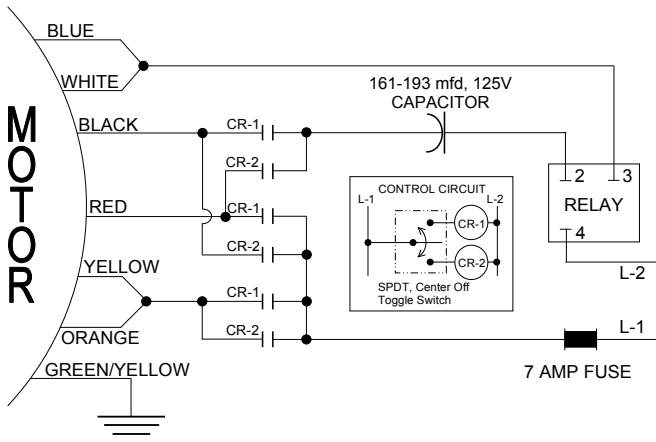 MOTOR
BLUE
WHITE
BLACK
RED
YELLOW
ORANGE
GREEN/YELLOW
CR-1
CR-2
CR-1
CR-2
CR-1
CR-2
161-193 mfd, 125V
CAPACITOR
CONTROL CIRCUIT
L-1
L-2
CR-1
CR-2
SPDT, Center Off
Toggle Switch
2
3
RELAY
4
L-2
L-1
7 AMP FUSE